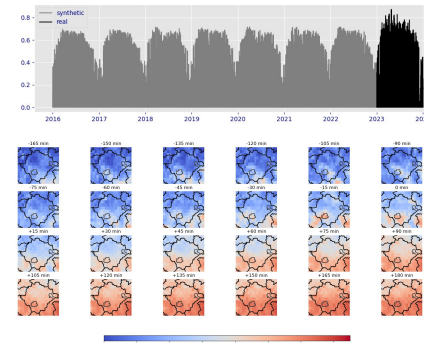 synthetic
real
0.8
0.6
0.4
0.2
0.0
2016 2017 2018 2019 2020 2021 2022 2023
-165 min -150 min -135 min -120 min -105 min -90 min
-75 min -60 min -45 min -30 min -15 min 0 min
+15 min +30 min +45 min +60 min +75 min +90 min
+105 min +120 min +135 min +150 min +165 min +180 min